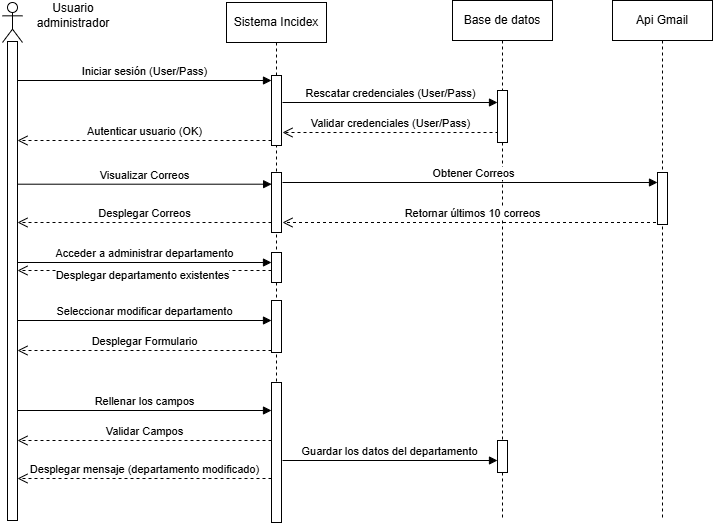 Usuario
administrador
Sistema Incidex
Base de datos
Api Gmail
Iniciar sesión (User/Pass)
Rescatar credenciales (User/Pass)
Validar credenciales (User/Pass)
Autenticar usuario (OK)
Visualizar Correos
Obtener Correos
Desplegar Correos
Retornar últimos 10 correos
Acceder a administrar departamento
Desplegar departamento existentes
Seleccionar modificar departamento
Desplegar Formulario
Rellenar los campos
Validar Campos
Guardar los datos del departamento
Desplegar mensaje (departamento modificado)